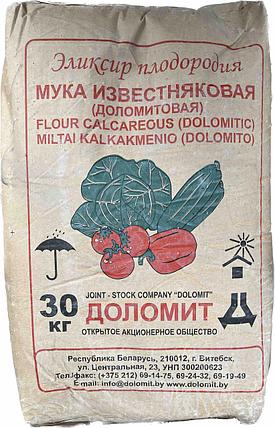 Эликсир плодородия
МУКА ИЗВЕСТНЯКОВАЯ
(ДОЛОМИТОВАЯ)
FLOUR CALCAREOUS (DOLOMITIC)
MILTAI KALKAKMENIO (DOLOMITO)
30 КГ
JOINT - STOCK COMPANY "DOLOMIT"
ДОЛОМИТ
ОТКРЫТОЕ АКЦИОНЕРНОЕ ОБЩЕСТВО
Республика Беларусь, 210012, г. Витебск,
ул. Центральная, 23, УНП 300200623
Тел./факс: (+375 212) 69-14-75, 69-24-32, 69-19-49
E-mail: info@dolomit.by www.dolomit.by